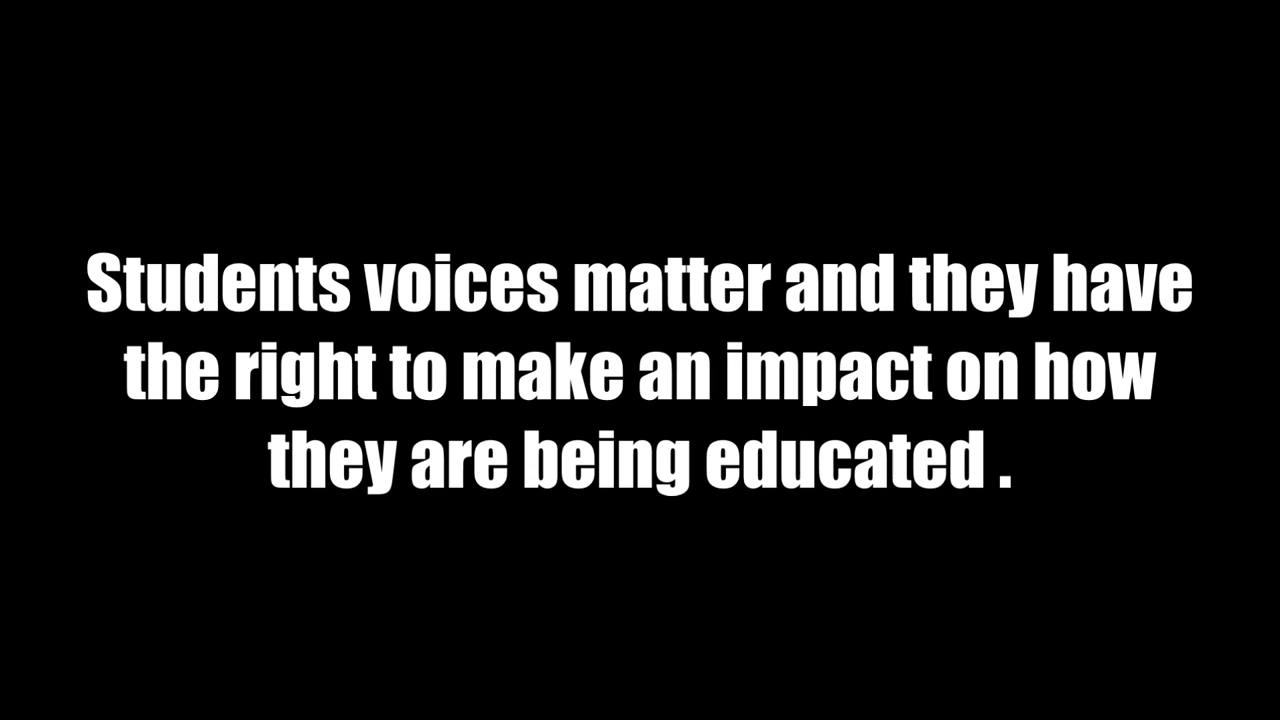 Students voices matter and they have
the right to make an impact on how
they are being educated .